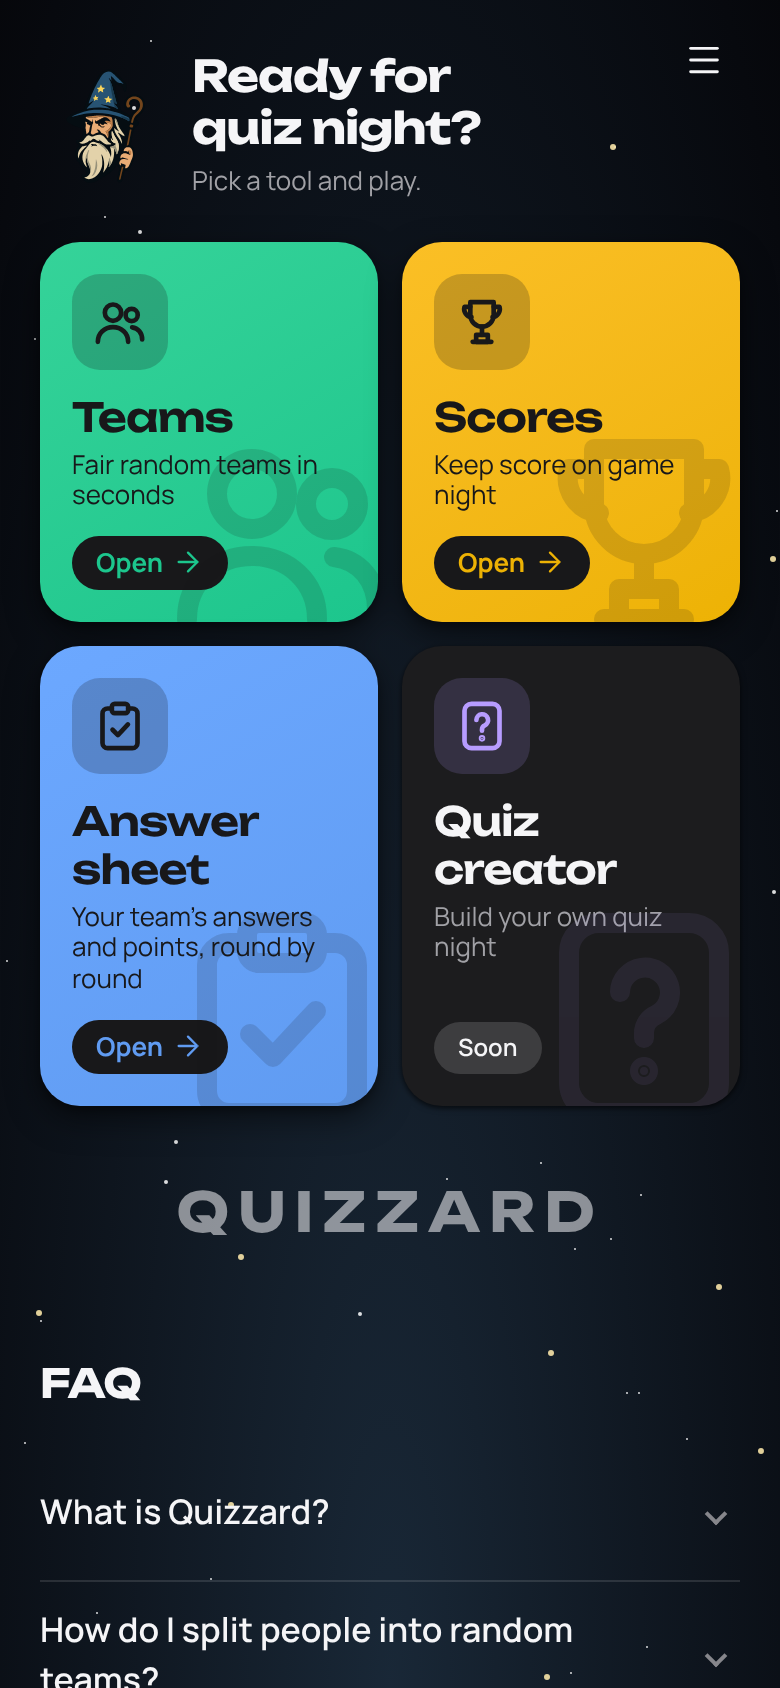 Ready for
quiz night?
Pick a tool and play.
Teams
Fair random teams in
seconds
Open
Scores
Keep score on game
night
Open
Answer
sheet
Your team's answers
and points, round by
round
Open
Quiz
creator
Build your own quiz
night
Soon
QUIZZARD
FAQ
What is Quizzard?
How do I split people into random
teams?